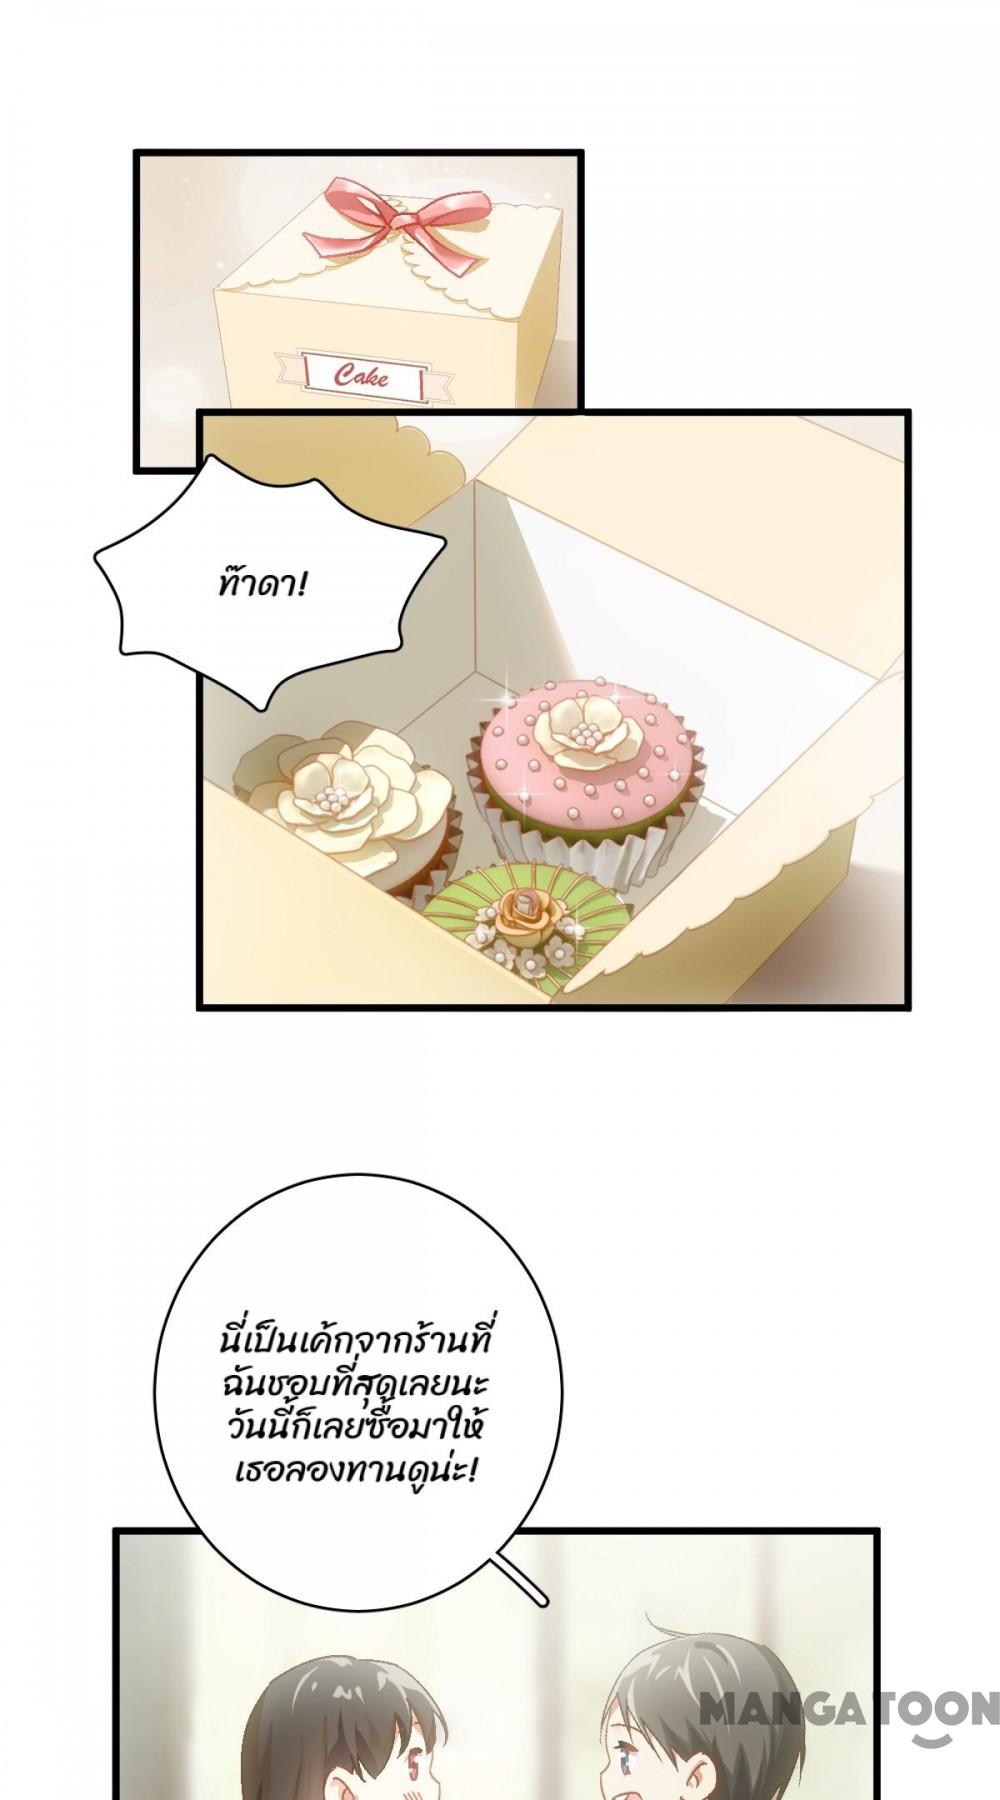 Cake
ท๊าดา!
นี่เป็นเค้กจากร้านที่
ฉันชอบที่สุดเลยนะ
วันนี้ก็เลยซื้อมาให้
เธอลองทานดูน่ะ!
MANGATOON